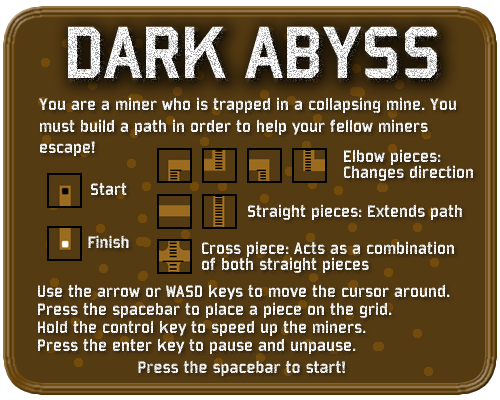 DARK ABYSS
You are a miner who is trapped in a collapsing mine. You
must build a path in order to help your fellow miners
escape!
Elbow pieces:
Changes direction
Start
Straight pieces: Extends path
Finish
Cross piece: Acts as a combination
of both straight pieces
Use the arrow or WASD keys to move the cursor around.
Press the spacebar to place a piece on the grid.
Hold the control key to speed up the miners.
Press the enter key to pause and unpause.
Press the spacebar to start!